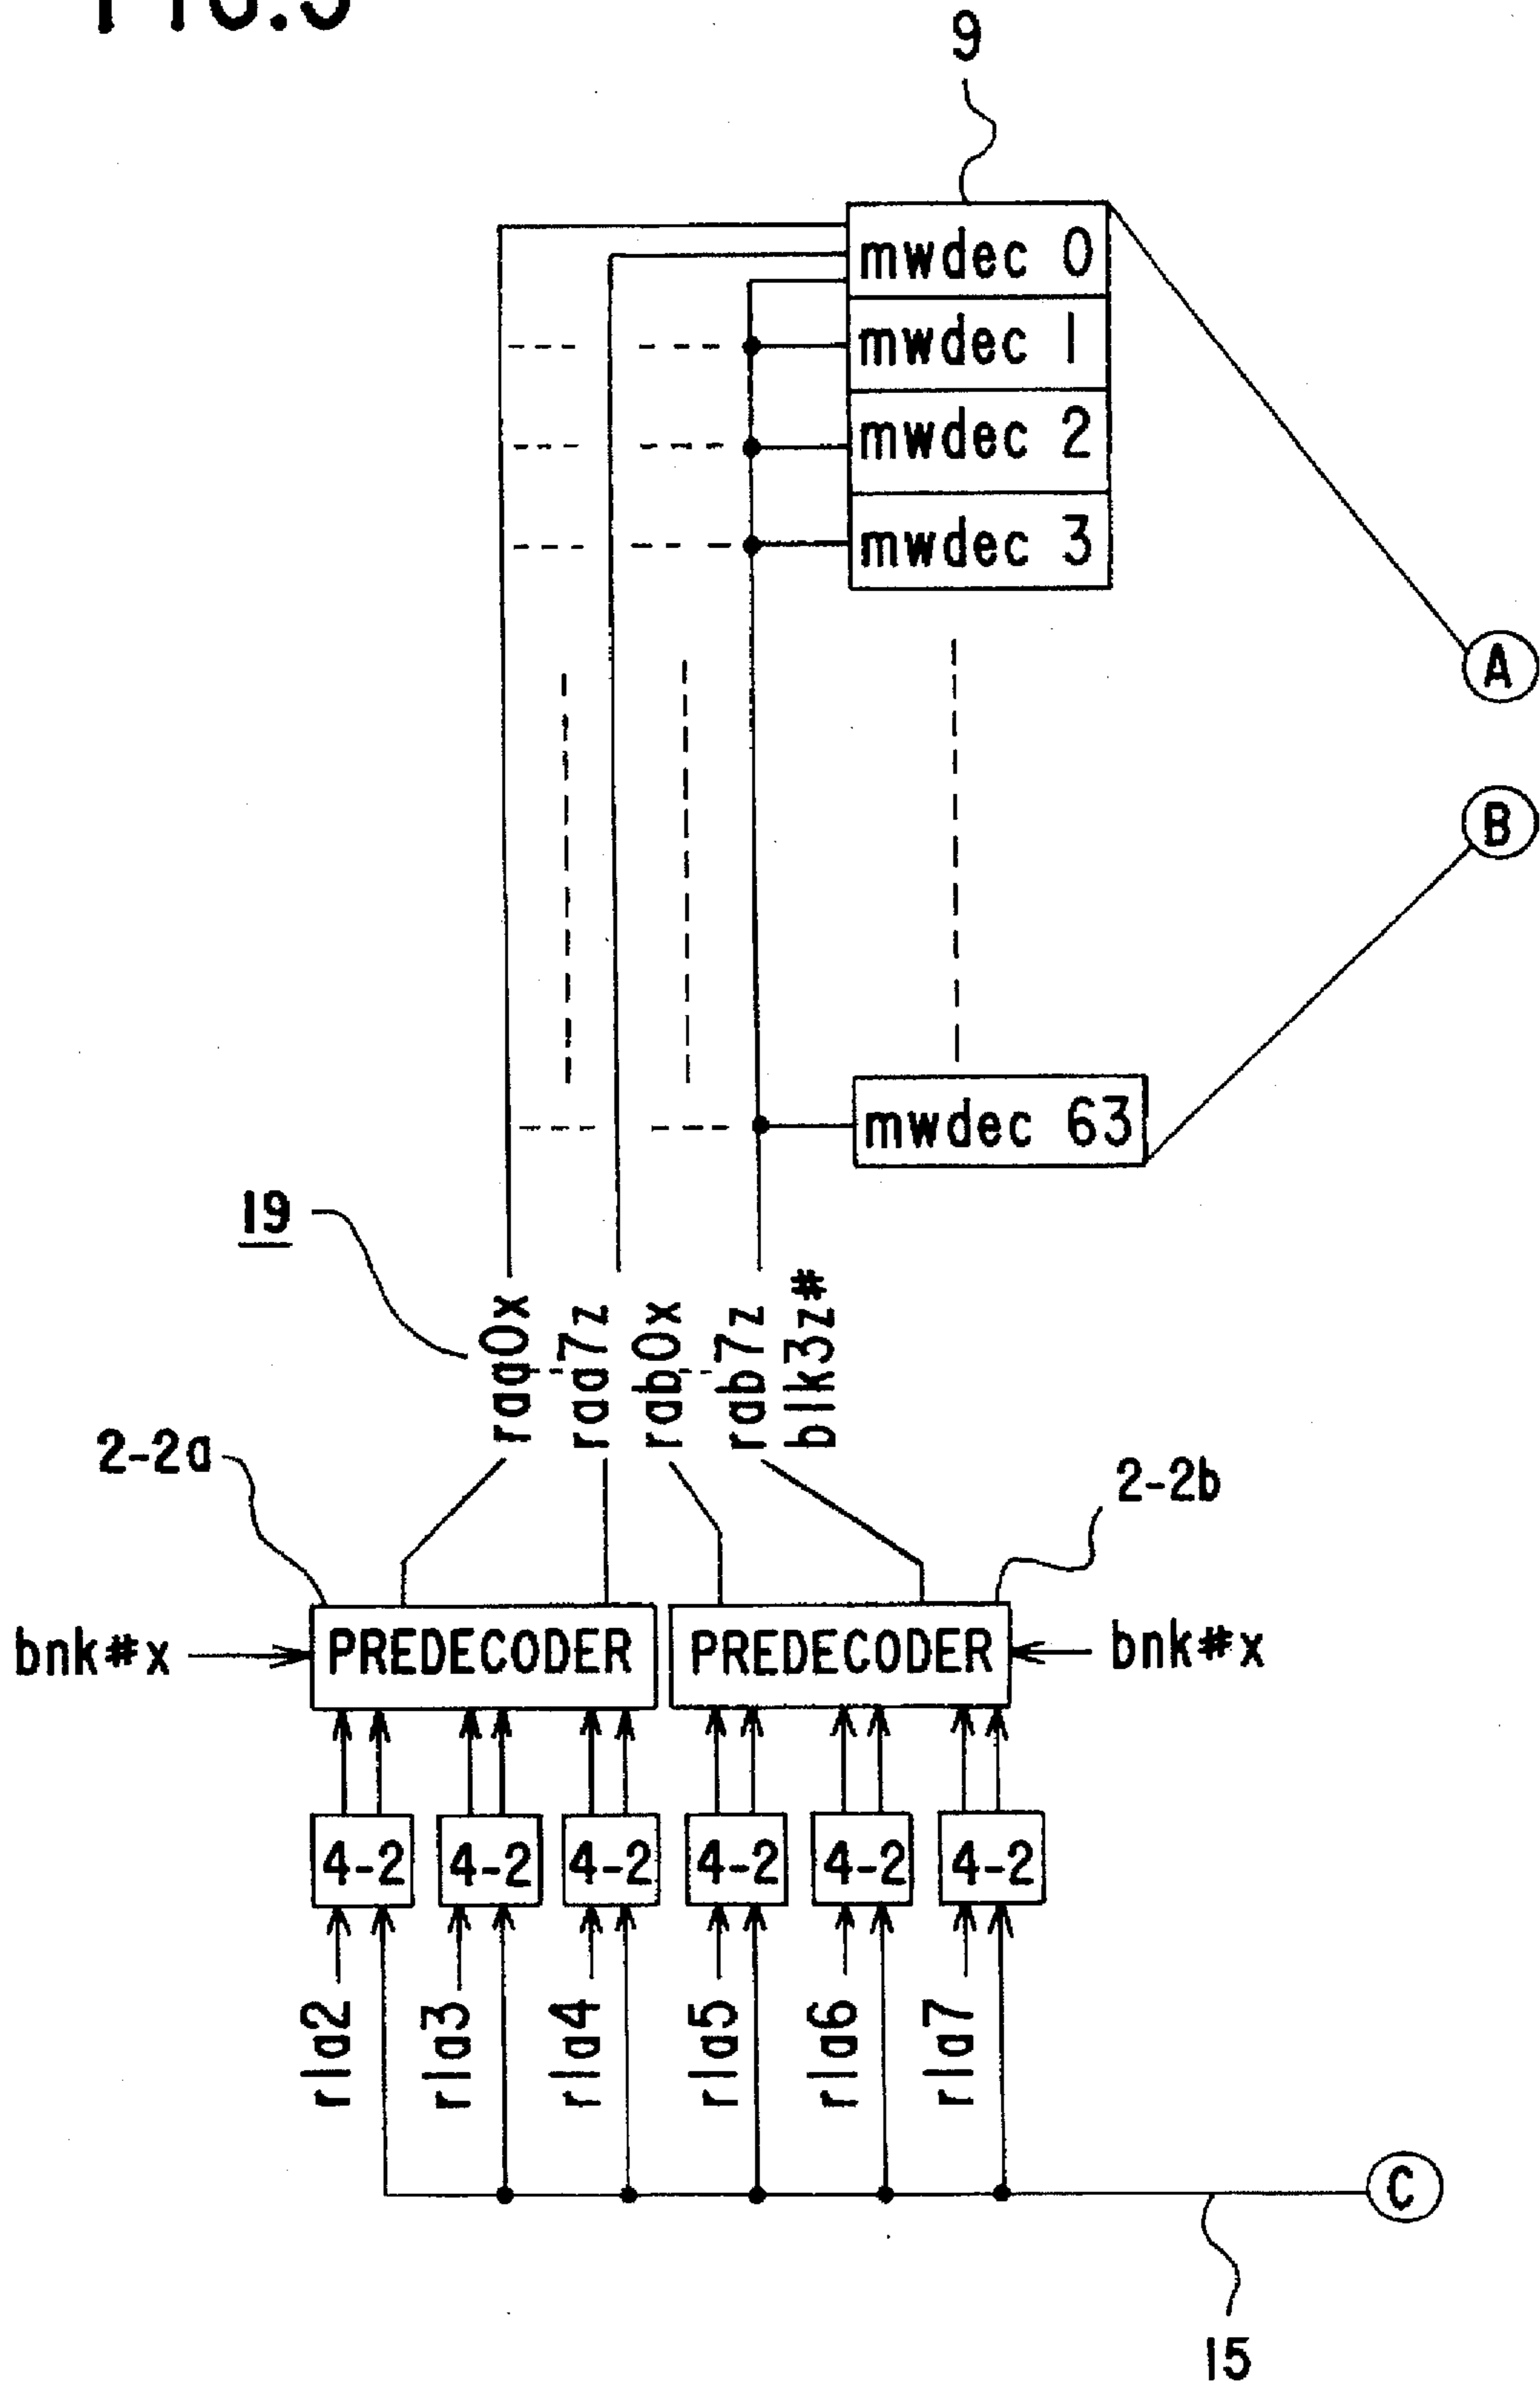 FIG.5
9
mwdec 0
mwdec 1
mwdec 2
mwdec 3
A
B
mwdec 63
19
raa0x
raa7z
rab0x
rab7z
blk3z#
2-2a
2-2b
bnk#x
PREDECODER
PREDECODER
bnk#x
4-2
4-2
4-2
4-2
4-2
4-2
rla2
rla3
rla4
rla5
rla6
rla7
C
15